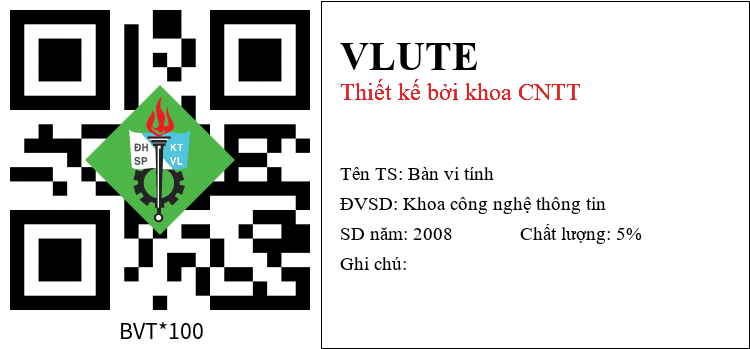 ĐH KT
SP VL
BVT*100
VLUTE
Thiết kế bởi khoa CNTT
Tên TS: Bàn vi tính
ĐVSD: Khoa công nghệ thông tin
SD năm: 2008 Chất lượng: 5%
Ghi chú: